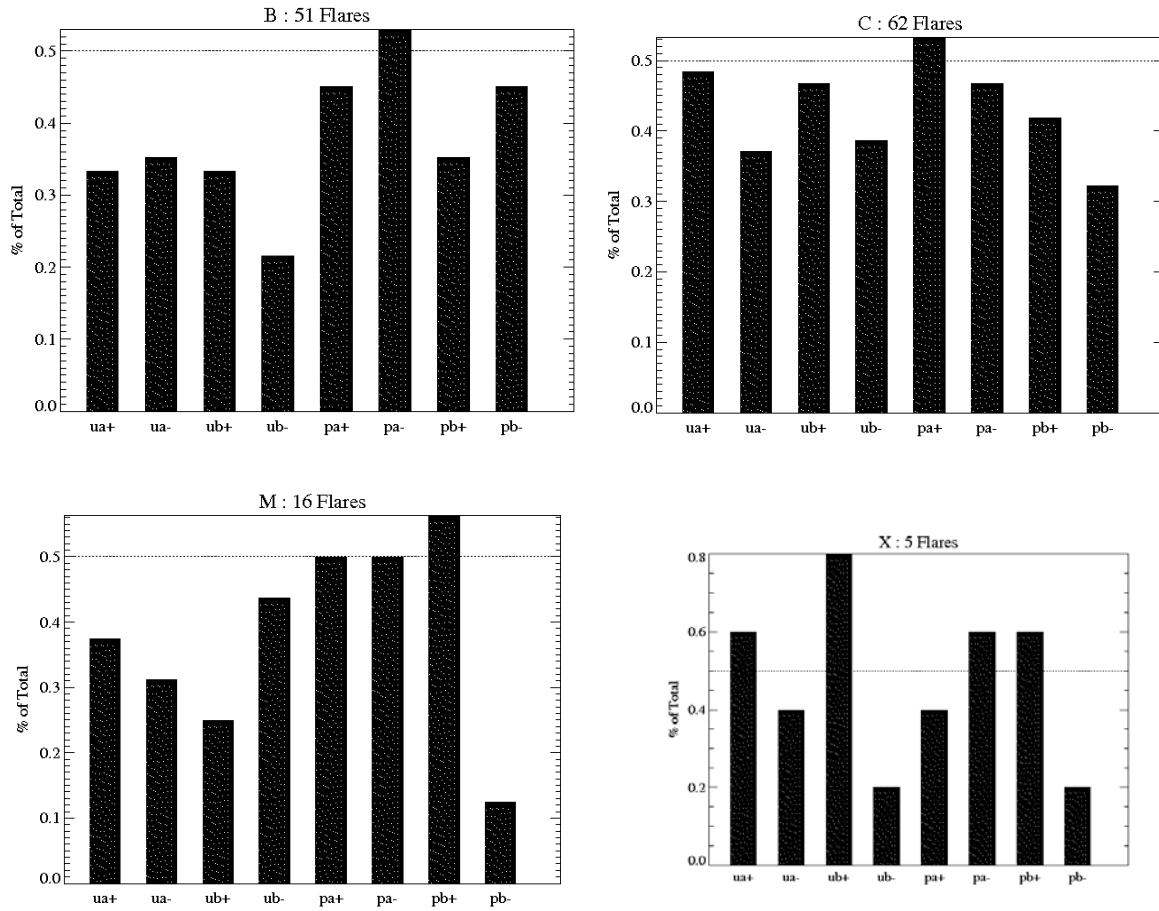 B : 51 Flares
% of Total
0.5
0.4
0.3
0.2
0.1
0.0
ua+ ua- ub+ ub- pa+ pa- pb+ pb-
C : 62 Flares
% of Total
0.5
0.4
0.3
0.2
0.1
0.0
ua+ ua- ub+ ub- pa+ pa- pb+ pb-
M : 16 Flares
% of Total
0.5
0.4
0.3
0.2
0.1
0.0
ua+ ua- ub+ ub- pa+ pa- pb+ pb-
X : 5 Flares
% of Total
0.8
0.6
0.4
0.2
0.0
ua+ ua- ub+ ub- pa+ pa- pb+ pb-